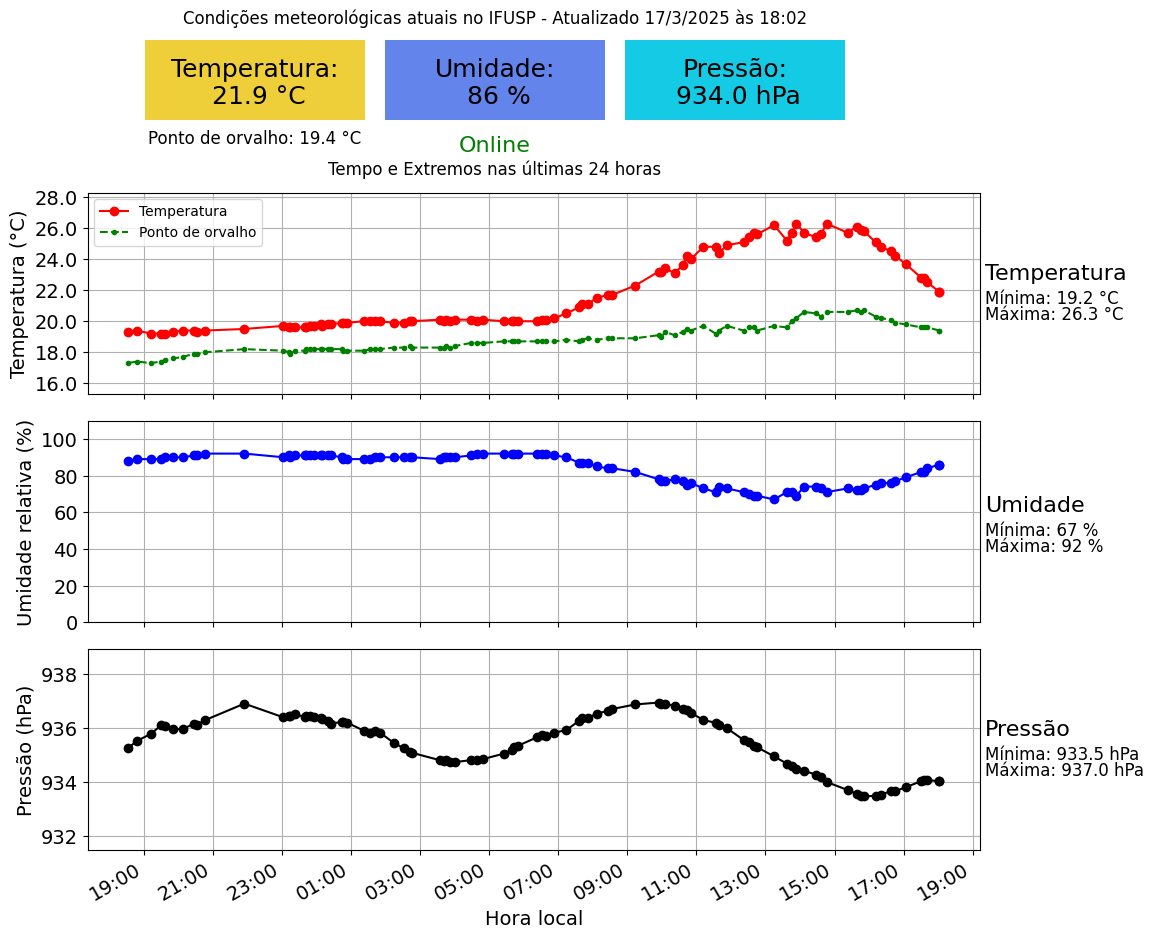 Condições meteorológicas atuais no IFUSP - Atualizado 17/3/2025 às 18:02
Temperatura:
21.9 °C
Umidade:
86 %
Pressão:
934.0 hPa
Ponto de orvalho: 19.4 °C
Online
Tempo e Extremos nas últimas 24 horas
Temperatura (°C)
28.0
26.0
24.0
22.0
20.0
18.0
16.0
Temperatura
Ponto de orvalho
Temperatura
Mínima: 19.2 °C
Máxima: 26.3 °C
Umidade relativa (%)
100
80
60
40
20
0
Umidade
Mínima: 67 %
Máxima: 92 %
Pressão (hPa)
938
936
934
932
Pressão
Mínima: 933.5 hPa
Máxima: 937.0 hPa
19:00
21:00
23:00
01:00
03:00
05:00
07:00
09:00
11:00
13:00
15:00
17:00
19:00
Hora local